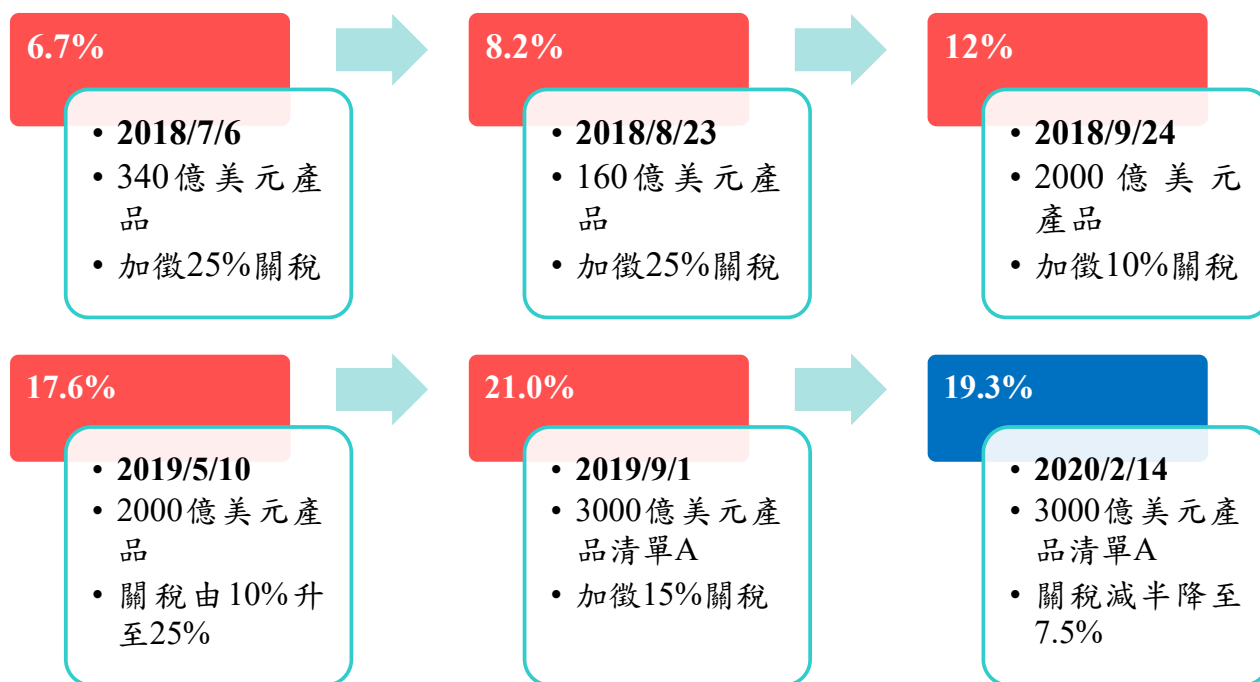 6.7%
• 2018/7/6
• 340億美元產
品
• 加徵25%關稅
8.2%
• 2018/8/23
• 160億美元產
品
• 加徵25%關稅
12%
• 2018/9/24
• 2000億美元
產品
• 加徵10%關稅
17.6%
• 2019/5/10
• 2000億美元產
品
• 關稅由10%升
至25%
21.0%
• 2019/9/1
• 3000億美元產
品清單A
• 加徵15%關稅
19.3%
• 2020/2/14
• 3000億美元產
品清單A
• 關稅減半降至
7.5%